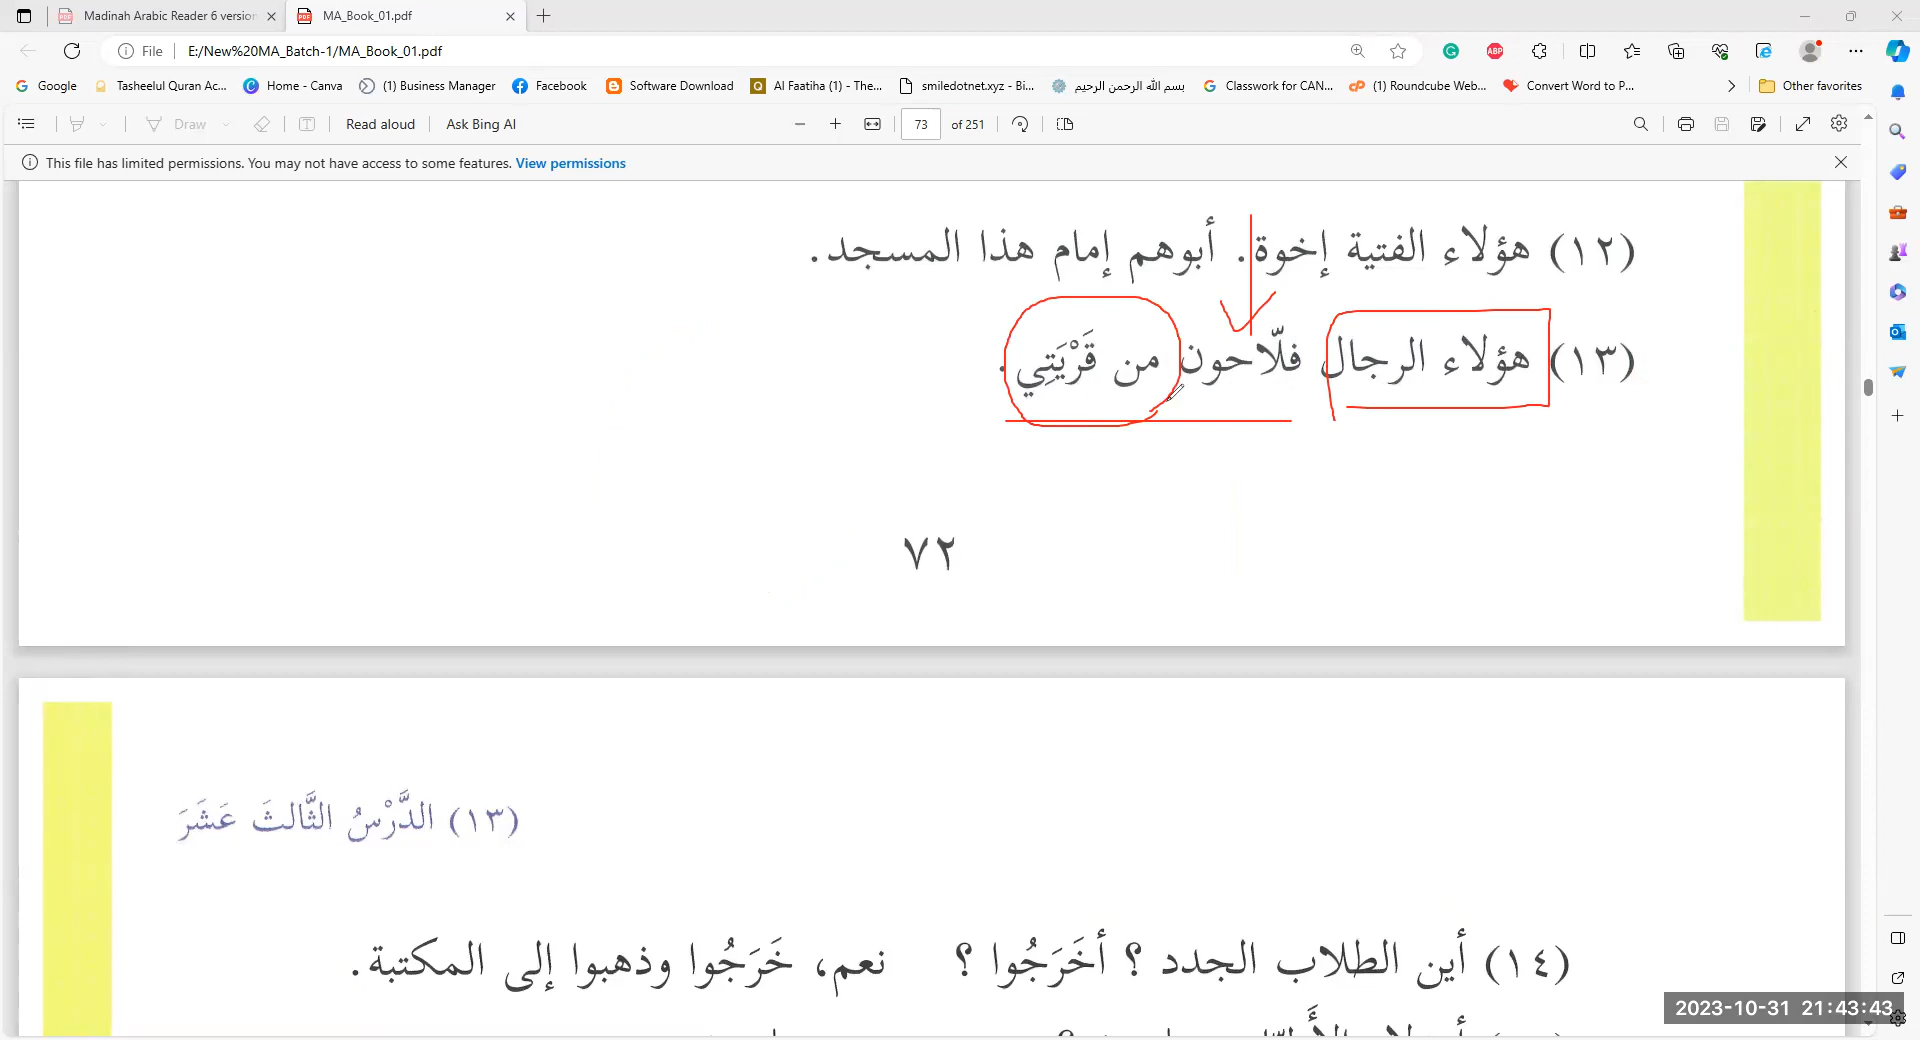 Madinah Arabic Reader 6 version
MA_Book_01.pdf
File
E:/New%20MA_Batch-1/MA_Book_01.pdf
Google
Tasheelul Quran Ac...
Home - Canva
(1) Business Manager
Facebook
Software Download
Al Faatiha (1) - The...
smiledotnet.xyz - Bi...
بسم الله الرحمن الرحيم
Classwork for CAN...
(1) Roundcube Web...
Convert Word to P...
Other favorites
Draw
Read aloud
Ask Bing AI
73 of 251
This file has limited permissions. You may not have access to some features. View permissions
(١٢) هؤلاء الفتية إخوة. أبوهم إمام هذا المسجد.
(١٣) هؤلاء الرجال فلّاحون من قَرْيَتِي.
٧٢
(١٣) الدَّرْسُ الثَّالثَ عَشَرَ
(١٤) أين الطلاب الجدد ؟ أخَرَجُوا ؟ نعم، خَرَجُوا وذهبوا إلى المكتبة.
2023-10-31 21:43:43